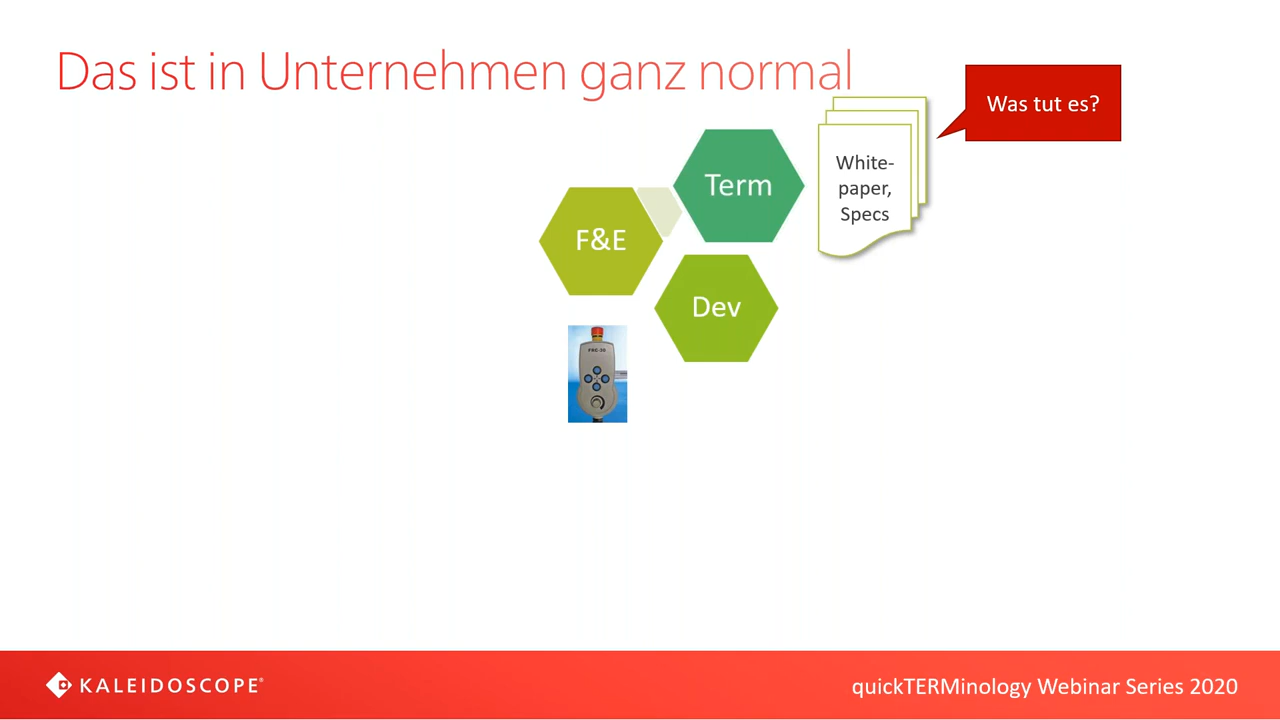 Das ist in Unternehmen ganz normal
Was tut es?
Term
White-
paper,
Specs
F&E
Dev
KALEIDOSCOPE®
quickTERMinology Webinar Series 2020